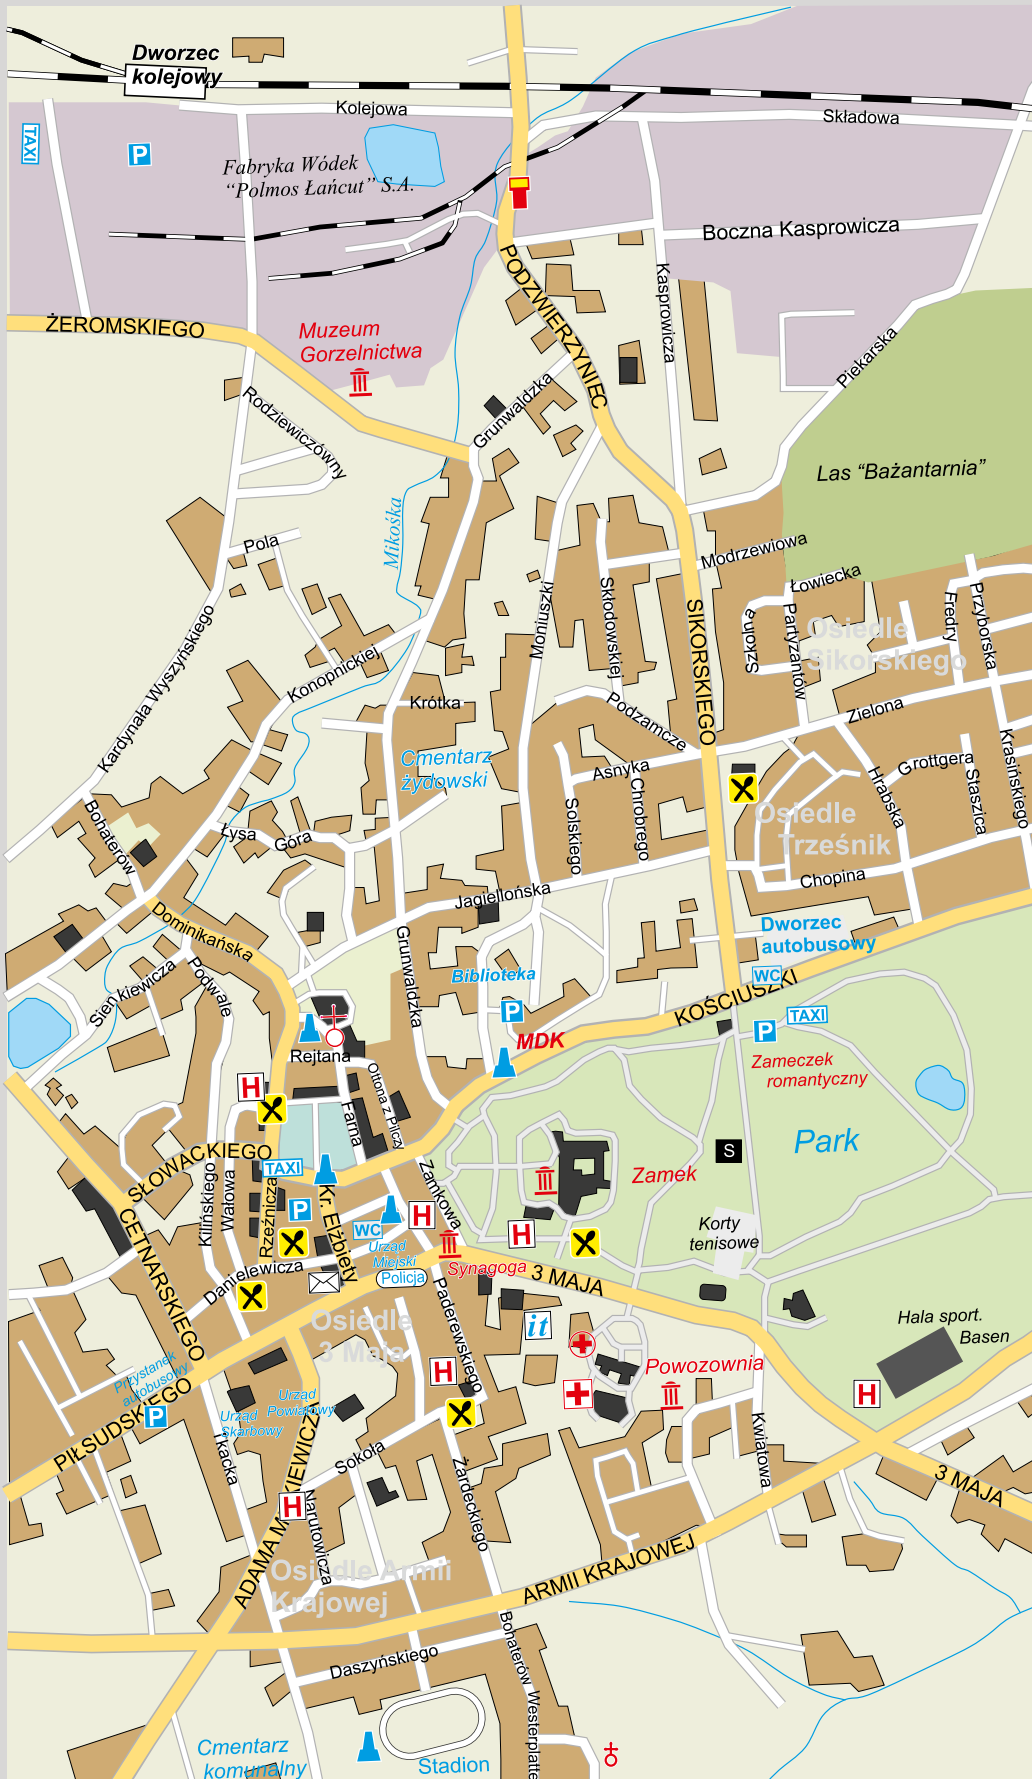 Dworzec
kolejowy
Kolejowa
Składowa
TAXI
P
Fabryka Wódek
“Polmos Łańcut” S.A.
Boczna Kasprowicza
PODZWIERZYNIEC
Kasprowicza
ŻEROMSKIEGO
Muzeum
Gorzelnictwa
Piekarska
Rodziewiczówny
Grunwaldzka
Las “Bażantarnia”
Mikośka
Pola
Modrzewiowa
Łowiecka
Moniuszki
Skłodowskiej
SIKORSKIEGO
Szkolna
Partyzantów
Fredry
Przyborska
Osiedle
Sikorskiego
Kardynała Wyszyńskiego
Konopnickiej
Krótka
Podzamcze
Zielona
Cmentarz
żydowski
Asnyka
Grottgera
Krasińskiego
Hrabska
Staszica
Solskiego
Chrobrego
Osiedle
Trześnik
Bohaterów
Łysa
Góra
Jagiellońska
Chopina
Dominikańska
Grunwaldzka
Dworzec
autobusowy
WC
Sienkiewicza
Podwale
Biblioteka
P
KOŚCIUSZKI
P
TAXI
Rejtana
MDK
Zameczek
romantyczny
H
Ottona z Pilczy
Farna
S
Park
SŁOWACKIEGO
TAXI
Kilińskiego
Wałowa
Rzeźnicza
Kr. Elżbiety
Zamkowa
Zamek
P
WC
H
H
Korty
tenisowe
CETNARSKIEGO
Urząd
Miejski
Policja
Synagoga
3 MAJA
Danielewicza
Paderewskiego
Osiedle
3 Maja
it
Hala sport.
Basen
Przystanek
autobusowy
H
Powozownia
H
P
Urząd
Skarbowy
Urząd
Powiatowy
PIŁSUDSKIEGO
Tkacka
Sokoła
Żardeckiego
Kwiatowa
3 MAJA
H
ADAMA MICKIEWICZA
Narutowicza
Osiedle Armii
Krajowej
ARMII KRAJOWEJ
Daszyńskiego
Bohaterów Westerplatte
Cmentarz
komunalny
Stadion